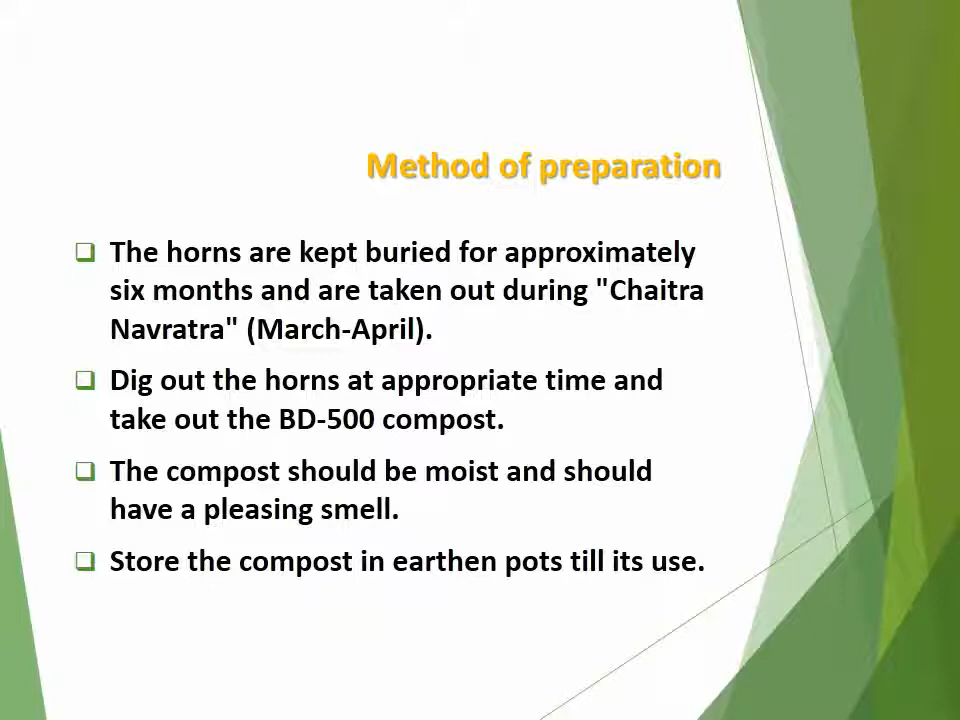 Method of preparation
The horns are kept buried for approximately
six months and are taken out during "Chaitra
Navratra" (March-April).
Dig out the horns at appropriate time and
take out the BD-500 compost.
The compost should be moist and should
have a pleasing smell.
Store the compost in earthen pots till its use.